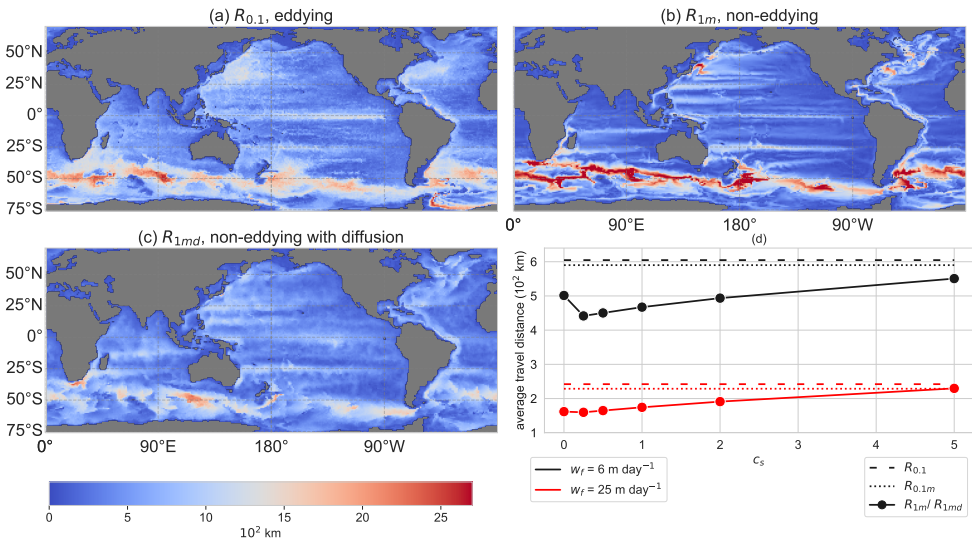 (a) R0.1, eddying
(b) R1m, non-eddying
50°N
25°N
0°
25°S
50°S
75°S
0°
90°E
180°
90°W
(c) R1md, non-eddying with diffusion
50°N
25°N
0°
25°S
50°S
75°S
0°
90°E
180°
90°W
0
5
10
15
20
25
10² km
(d)
average travel distance (10² km)
6
5
4
3
2
1
0
1
2
3
4
5
cs
wf = 6 m day⁻¹
wf = 25 m day⁻¹
R0.1
R0.1m
R1m/ R1md